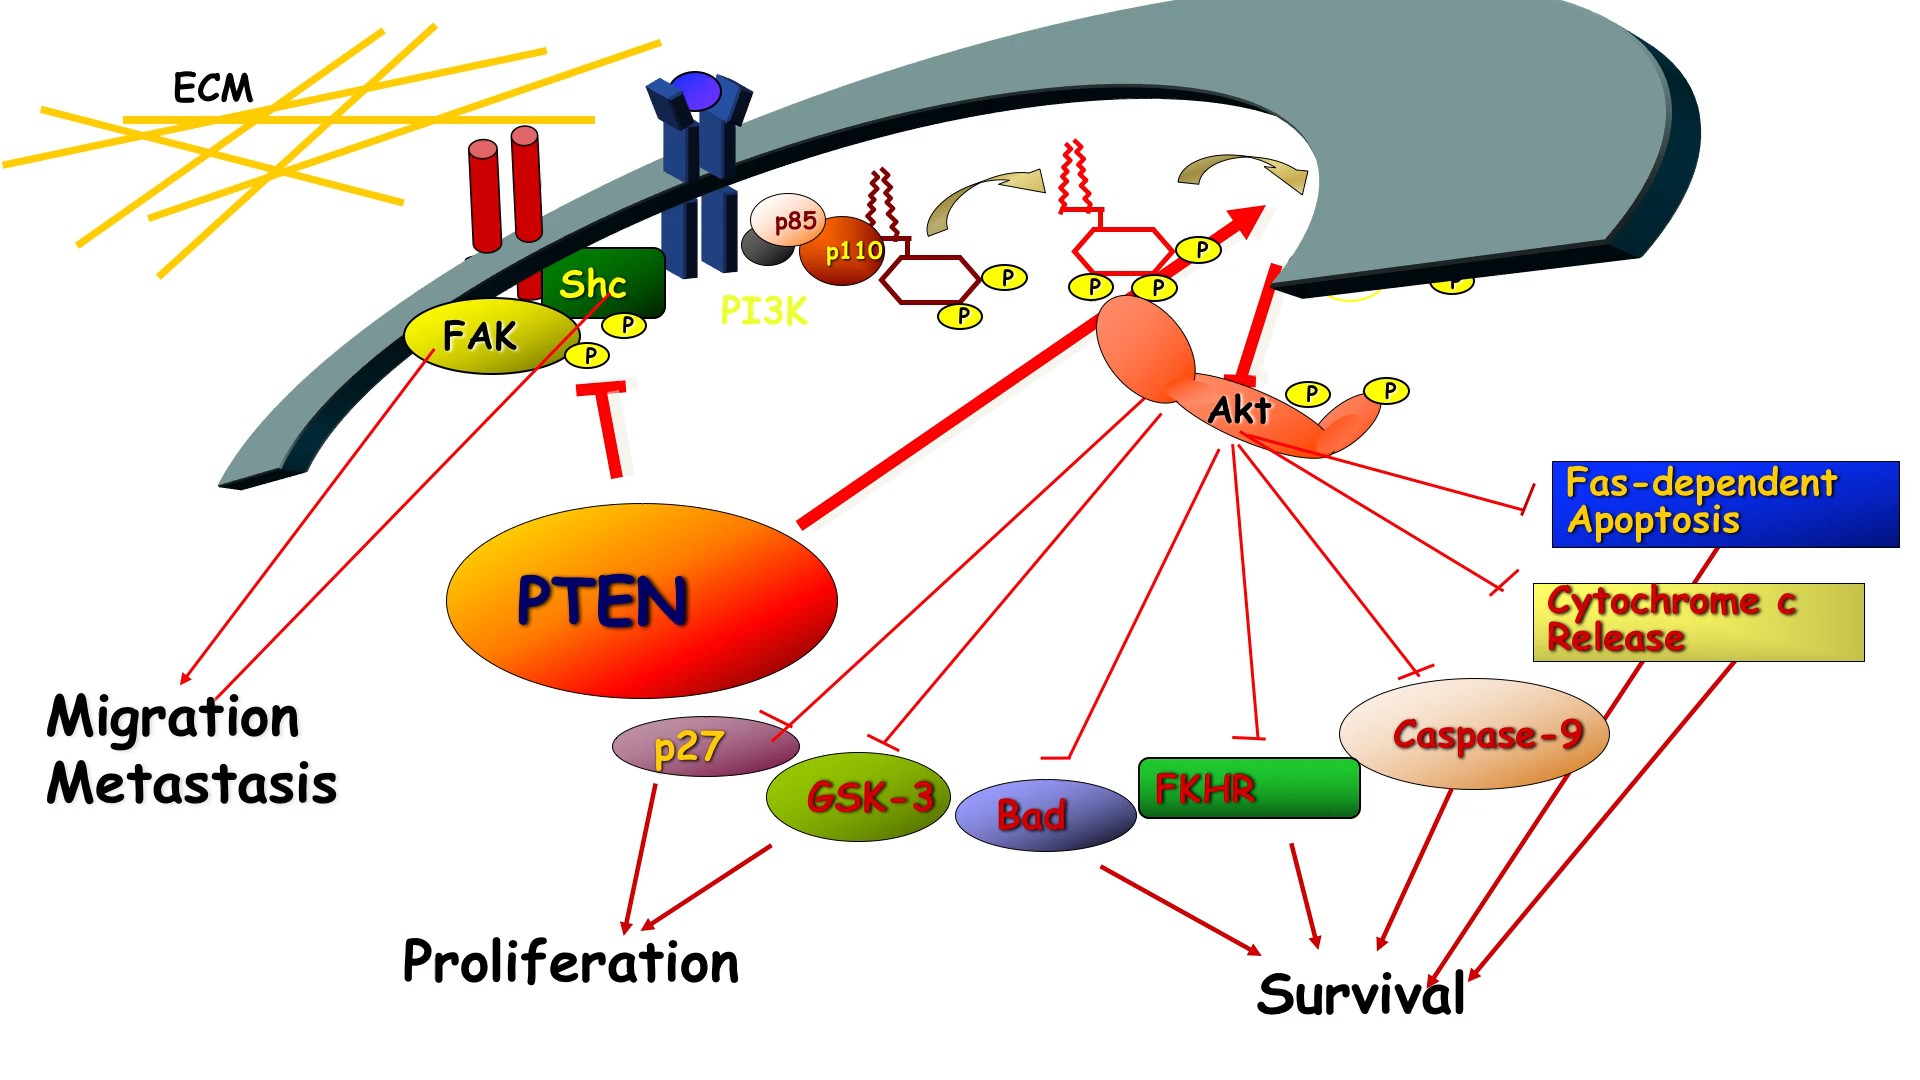 ECM
p85
p110
P
P
P
P
Shc
PI3K
P
P
P
FAK
P
P
P
P
Akt
Fas-dependent
Apoptosis
PTEN
Cytochrome c
Release
Migration
Metastasis
p27
GSK-3
Bad
FKHR
Caspase-9
Proliferation
Survival